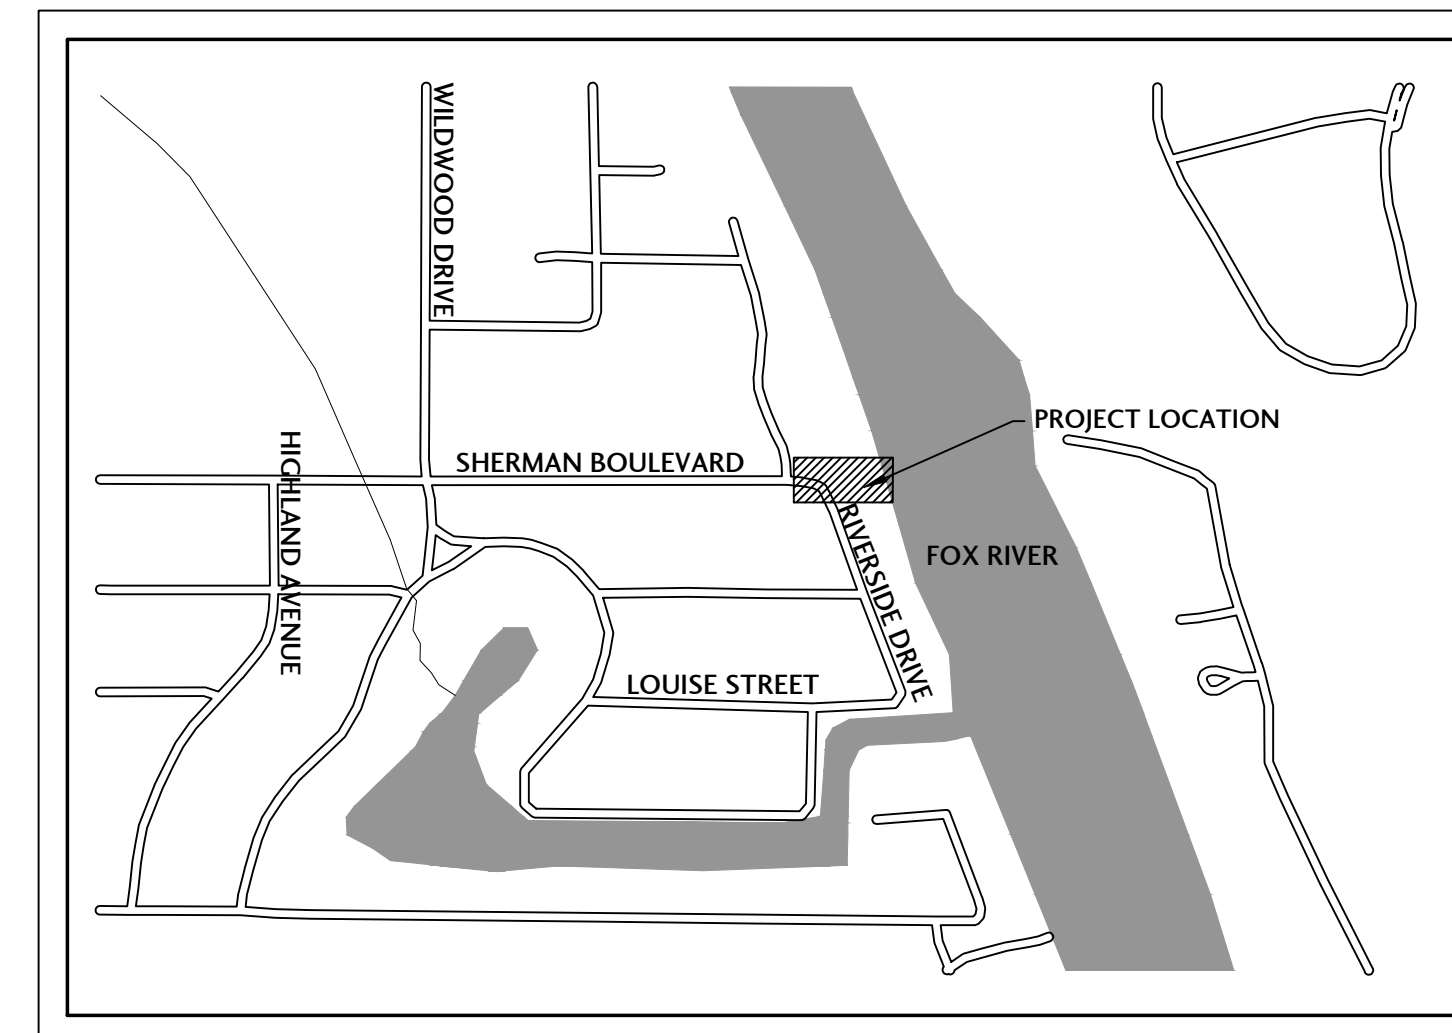 WILDWOOD DRIVE
PROJECT LOCATION
SHERMAN BOULEVARD
HIGHLAND AVENUE
RIVERSIDE DRIVE
FOX RIVER
LOUISE STREET